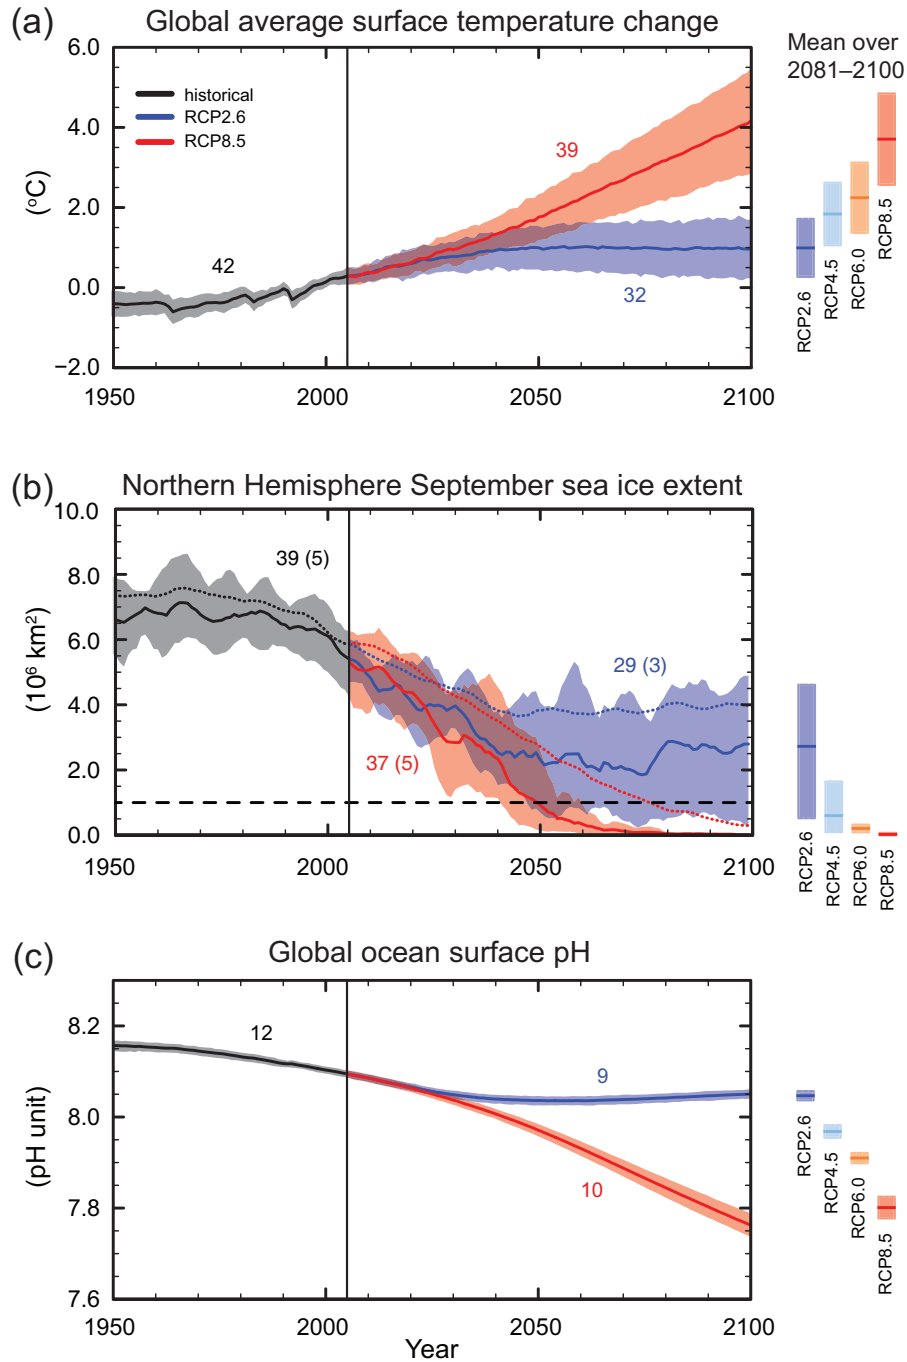 (a)
Global average surface temperature change
Mean over
2081–2100
6.0
4.0
2.0
0.0
−2.0
(°C)
historical
RCP2.6
RCP8.5
42
39
32
1950
2000
2050
2100
RCP2.6
RCP4.5
RCP6.0
RCP8.5
(b)
Northern Hemisphere September sea ice extent
10.0
8.0
6.0
4.0
2.0
0.0
(10⁶ km²)
39 (5)
29 (3)
37 (5)
1950
2000
2050
2100
RCP2.6
RCP4.5
RCP6.0
RCP8.5
(c)
Global ocean surface pH
8.2
8.0
7.8
7.6
(pH unit)
12
9
10
1950
2000
2050
2100
Year
RCP2.6
RCP4.5
RCP6.0
RCP8.5